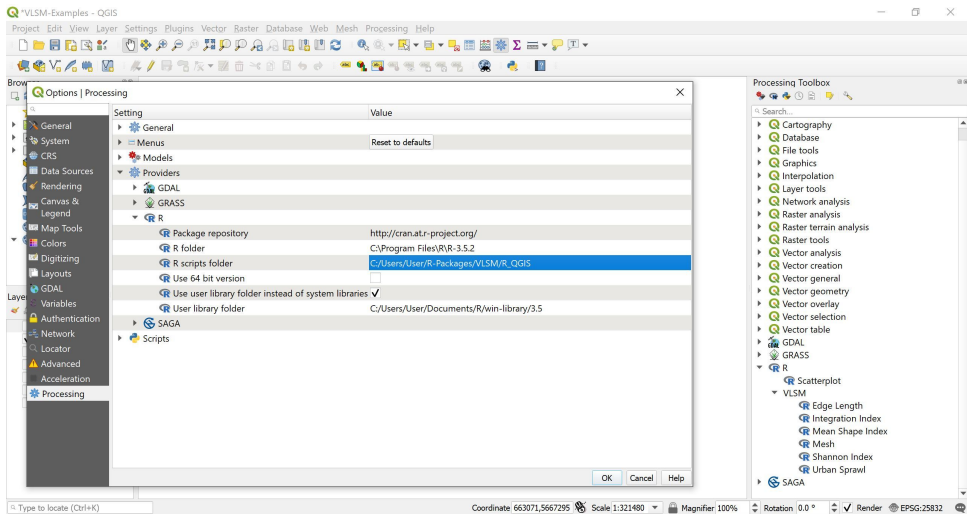 *VLSM-Examples - QGIS
Project Edit View Layer Settings Plugins Vector Raster Database Web Mesh Processing Help
Brow
Options | Processing
General
System
CRS
Data Sources
Rendering
Canvas &
Legend
Map Tools
Colors
Digitizing
Layouts
GDAL
Variables
Authentication
Network
Locator
Advanced
Acceleration
Processing
Setting Value
General
Menus Reset to defaults
Models
Providers
GDAL
GRASS
R
Package repository http://cran.at.r-project.org/
R folder C:\Program Files\R\R-3.5.2
R scripts folder C:/Users/User/R-Packages/VLSM/R_QGIS
Use 64 bit version
Use user library folder instead of system libraries
User library folder C:/Users/User/Documents/R/win-library/3.5
SAGA
Scripts
OK Cancel Help
Laye
Processing Toolbox
Search...
Cartography
Database
File tools
Graphics
Interpolation
Layer tools
Network analysis
Raster analysis
Raster terrain analysis
Raster tools
Vector analysis
Vector creation
Vector general
Vector geometry
Vector overlay
Vector selection
Vector table
GDAL
GRASS
R
Scatterplot
VLSM
Edge Length
Integration Index
Mean Shape Index
Mesh
Shannon Index
Urban Sprawl
SAGA
Type to locate (Ctrl+K) Coordinate 663071,5667295 Scale 1:321480 Magnifier 100% Rotation 0.0 ° Render EPSG:25832